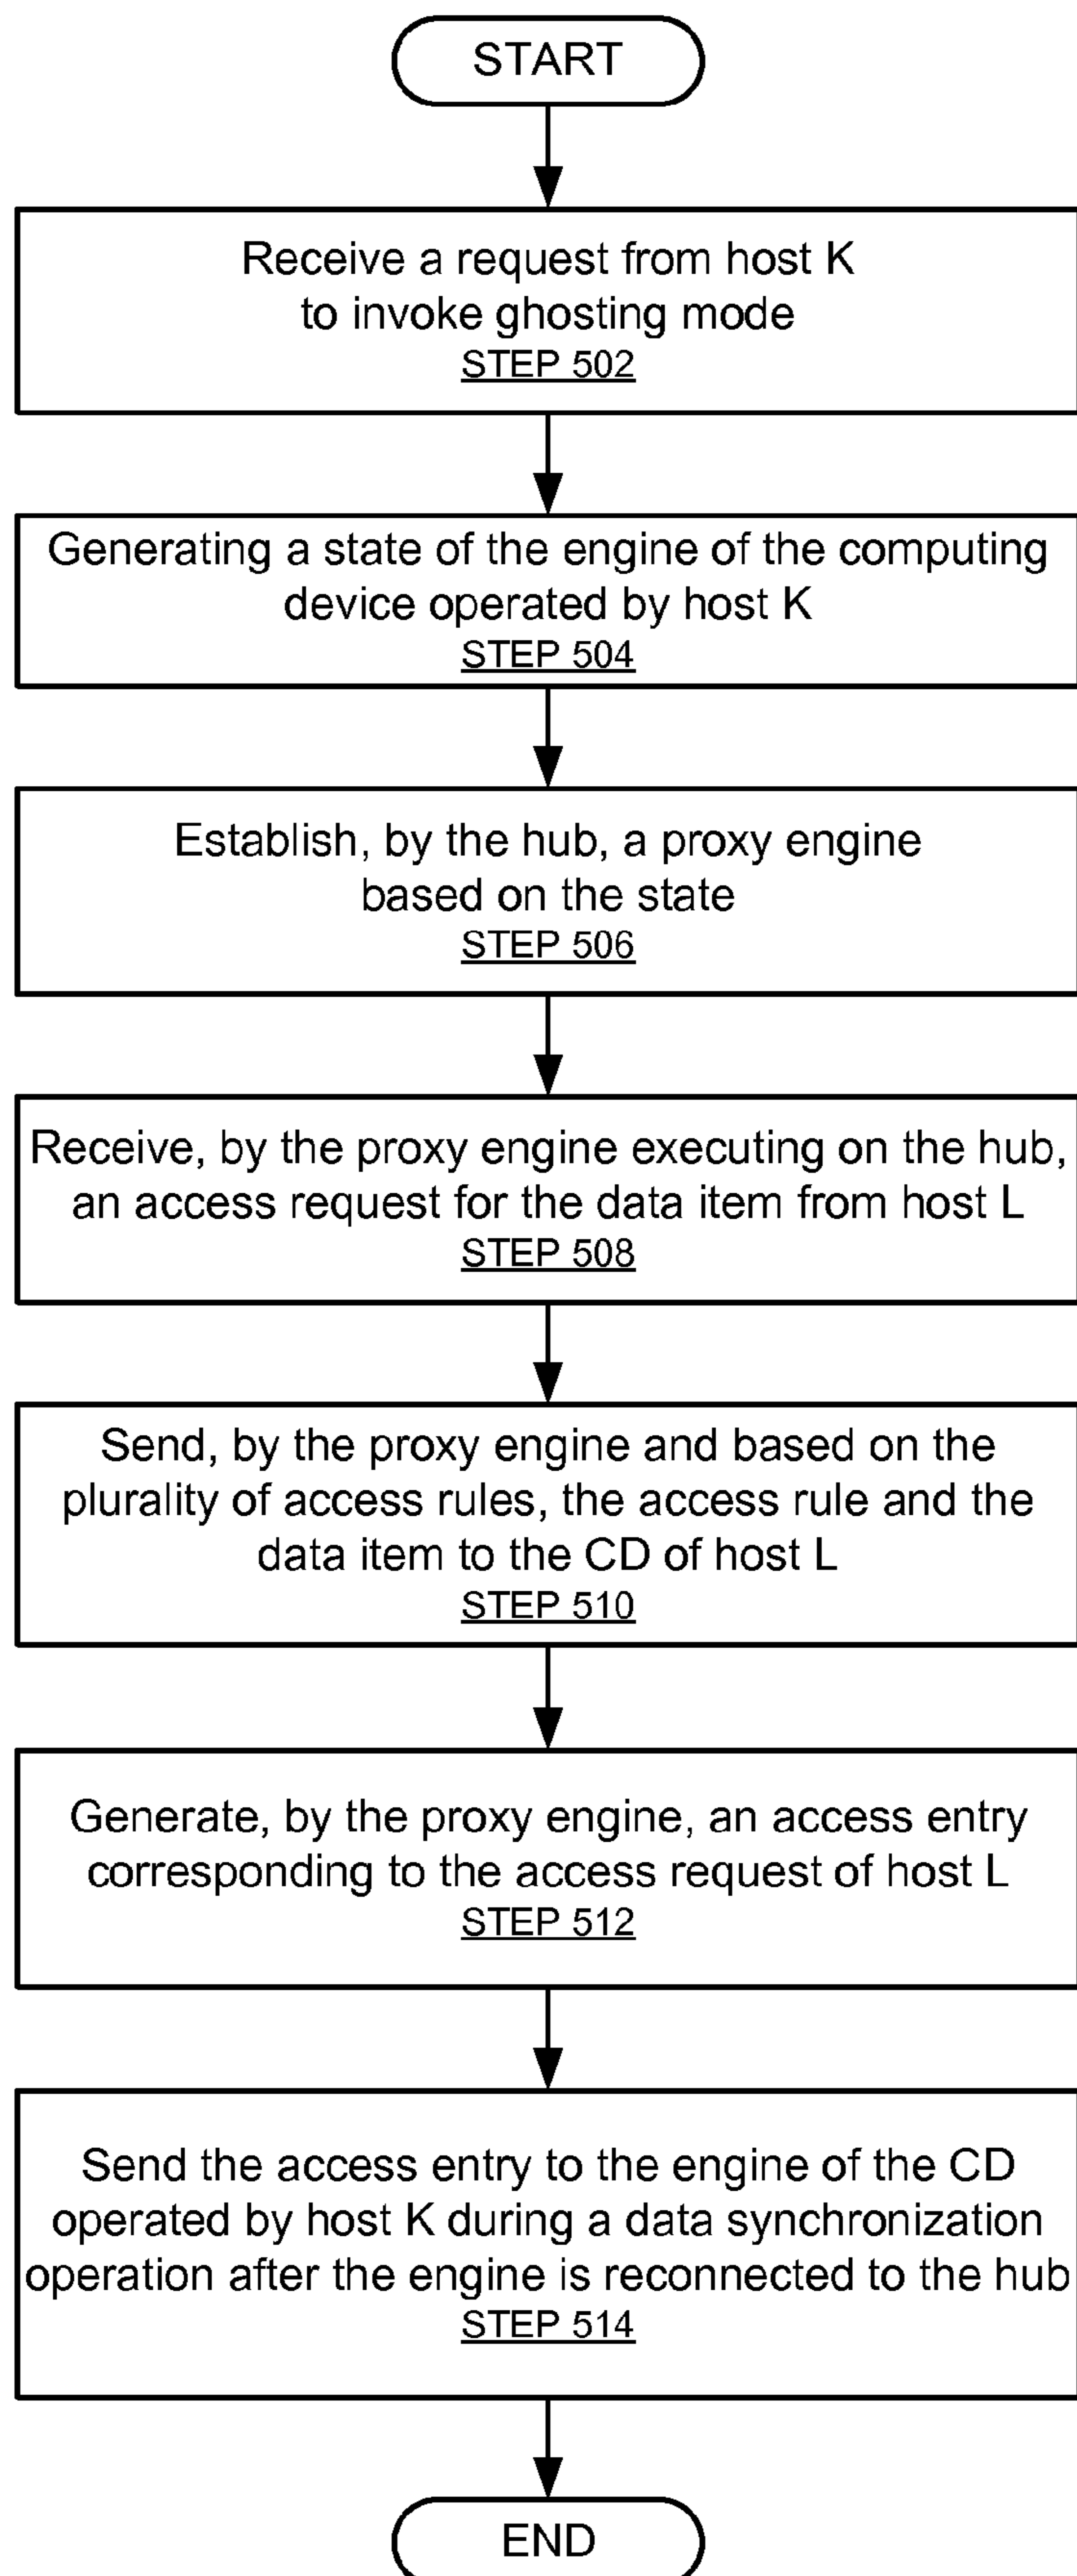 START
Receive a request from host K
to invoke ghosting mode
STEP 502
Generating a state of the engine of the computing
device operated by host K
STEP 504
Establish, by the hub, a proxy engine
based on the state
STEP 506
Receive, by the proxy engine executing on the hub,
an access request for the data item from host L
STEP 508
Send, by the proxy engine and based on the
plurality of access rules, the access rule and the
data item to the CD of host L
STEP 510
Generate, by the proxy engine, an access entry
corresponding to the access request of host L
STEP 512
Send the access entry to the engine of the CD
operated by host K during a data synchronization
operation after the engine is reconnected to the hub
STEP 514
END